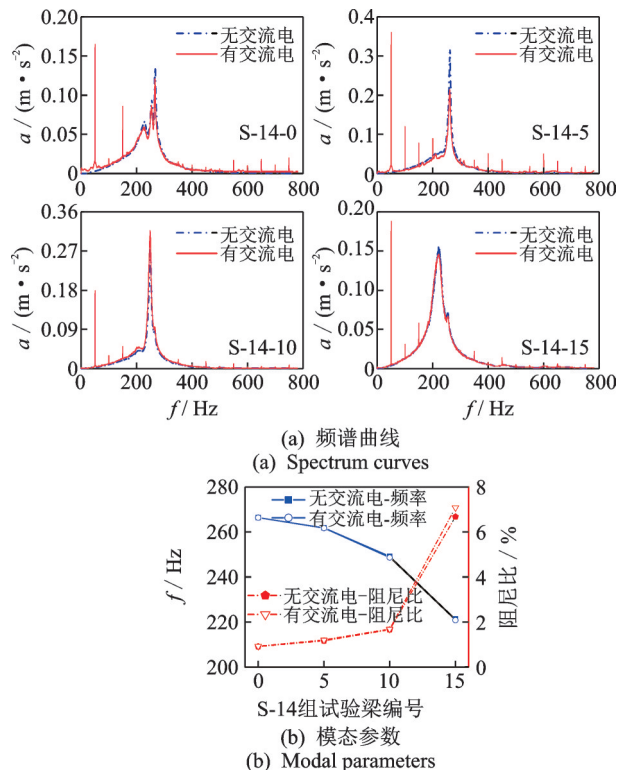 0.20
0.15
0.10
0.05
0
a / (m • s⁻²)
无交流电
有交流电
S-14-0
0 200 400 600 800
0.4
0.3
0.2
0.1
0
a / (m • s⁻²)
无交流电
有交流电
S-14-5
0 200 400 600 800
0.36
0.27
0.18
0.09
0
a / (m • s⁻²)
无交流电
有交流电
S-14-10
0 200 400 600 800
f / Hz
0.20
0.15
0.10
0.05
0
a / (m • s⁻²)
无交流电
有交流电
S-14-15
0 200 400 600 800
f / Hz
(a) 频谱曲线
(a) Spectrum curves
280
260
240
220
200
f / Hz
无交流电-频率
有交流电-频率
无交流电-阻尼比
有交流电-阻尼比
8
6
4
2
0
阻尼比 / %
0 5 10 15
S-14组试验梁编号
(b) 模态参数
(b) Modal parameters